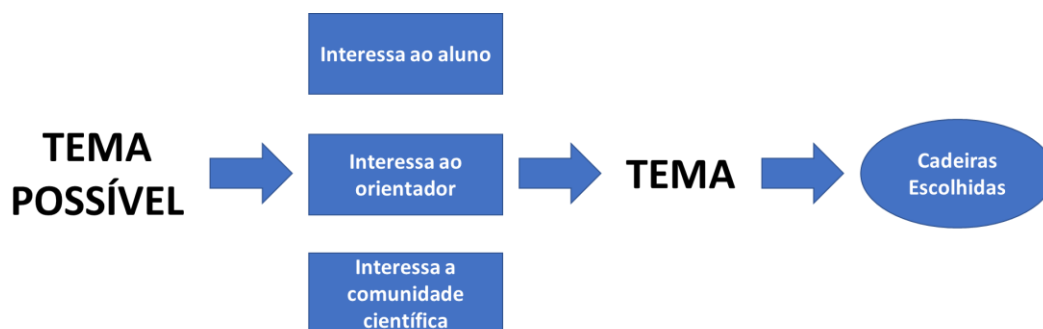 TEMA
POSSÍVEL
Interessa ao aluno
Interessa ao
orientador
Interessa a
comunidade
científica
TEMA
Cadeiras
Escolhidas